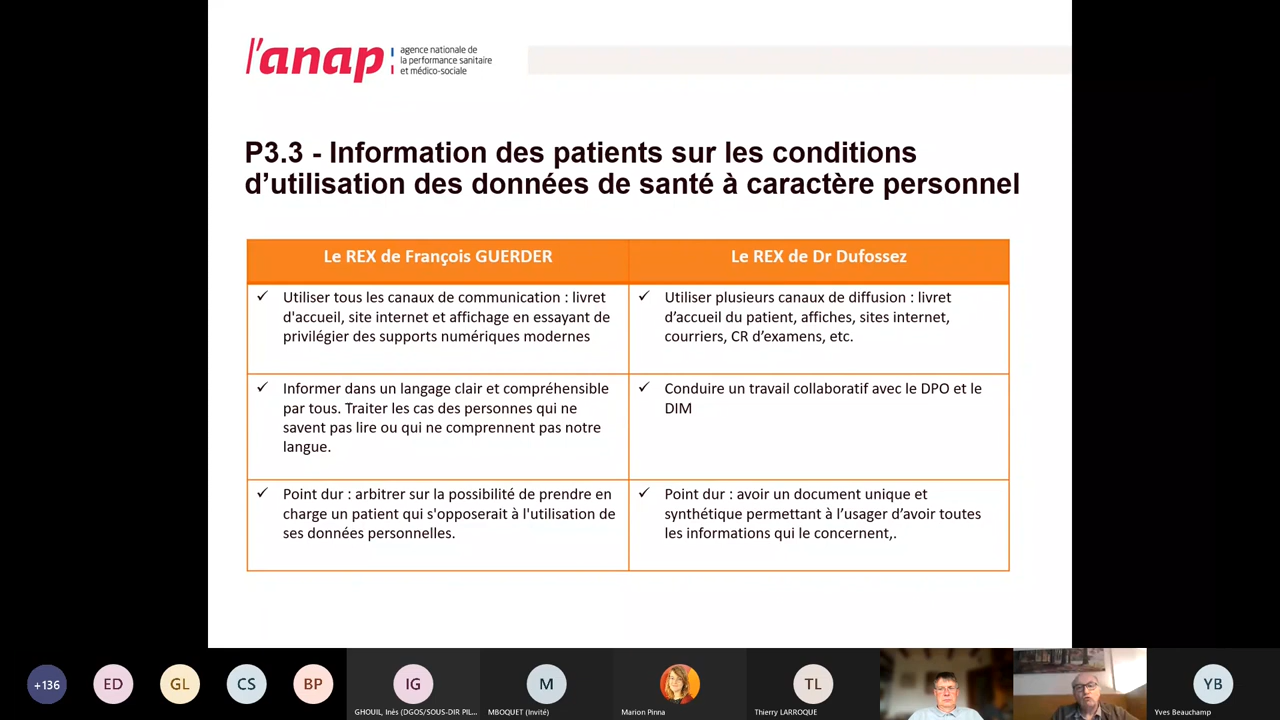 l'anap
agence nationale de
la performance sanitaire
et médico-sociale
P3.3 - Information des patients sur les conditions
d’utilisation des données de santé à caractère personnel
Le REX de François GUERDER
Le REX de Dr Dufossez
✓ Utiliser tous les canaux de communication : livret
d'accueil, site internet et affichage en essayant de
privilégier des supports numériques modernes
✓ Utiliser plusieurs canaux de diffusion : livret
d’accueil du patient, affiches, sites internet,
courriers, CR d’examens, etc.
✓ Informer dans un langage clair et compréhensible
par tous. Traiter les cas des personnes qui ne
savent pas lire ou qui ne comprennent pas notre
langue.
✓ Conduire un travail collaboratif avec le DPO et le
DIM
✓ Point dur : arbitrer sur la possibilité de prendre en
charge un patient qui s'opposerait à l'utilisation de
ses données personnelles.
✓ Point dur : avoir un document unique et
synthétique permettant à l’usager d’avoir toutes
les informations qui le concernent,.
+136
ED
GL
CS
BP
IG
GHOUIL, Inès (DGOS/SOUS-DIR PIL...
M
MBOQUET (Invité)
Marion Pinna
TL
Thierry LARROQUE
YB
Yves Beauchamp